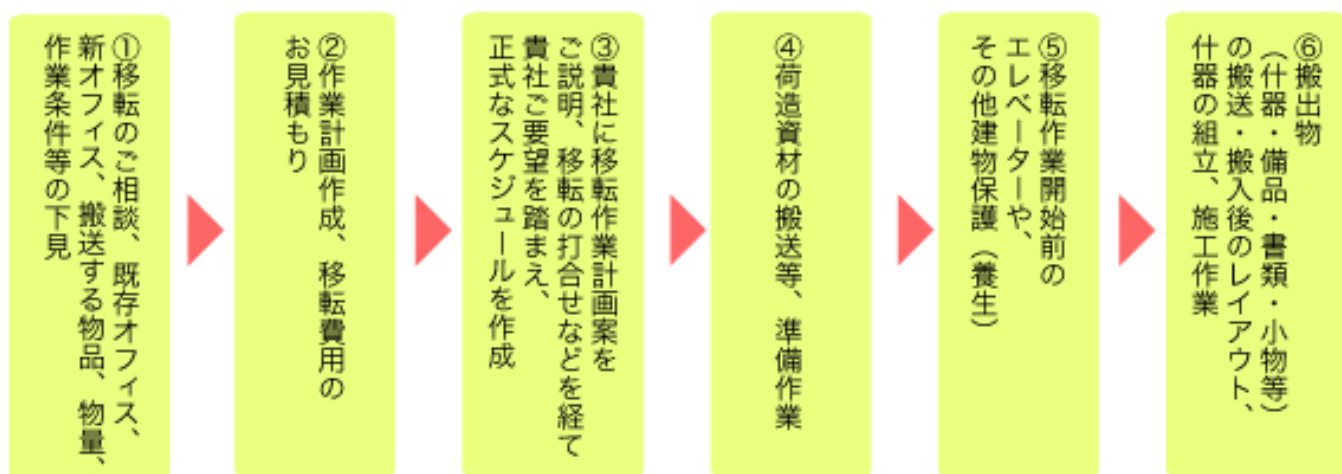 ①移転のご相談、既存オフィス、
新オフィス、搬送する物品、物量、
作業条件等の下見
②作業計画作成、移転費用の
お見積もり
③貴社に移転作業計画案を
ご説明、移転の打合せなどを経て
貴社ご要望を踏まえ、
正式なスケジュールを作成
④荷造資材の搬送等、準備作業
⑤移転作業開始前の
エレベーターや、
その他建物保護（養生）
⑥搬出物
（什器・備品・書類・小物等）
の搬送・搬入後のレイアウト、
什器の組立、施工作業